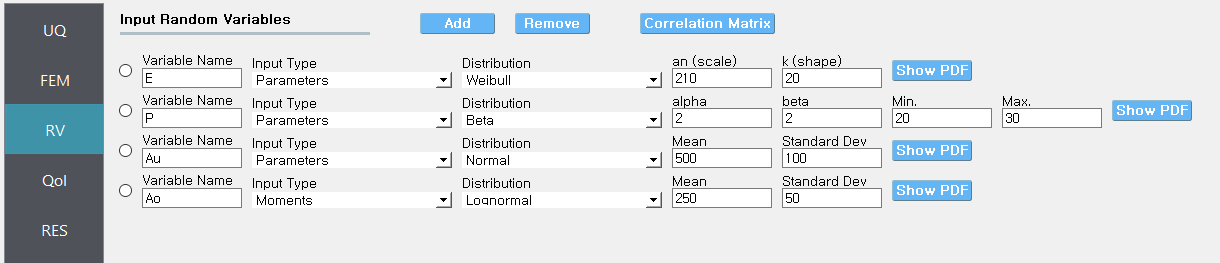 UQ
FEM
RV
QoI
RES
Input Random Variables Add Remove Correlation Matrix
Variable Name Input Type Distribution an (scale) k (shape)
E Parameters Weibull 210 20 Show PDF
Variable Name Input Type Distribution alpha beta Min. Max.
P Parameters Beta 2 2 20 30 Show PDF
Variable Name Input Type Distribution Mean Standard Dev
Au Parameters Normal 500 100 Show PDF
Variable Name Input Type Distribution Mean Standard Dev
Ao Moments Lognormal 250 50 Show PDF